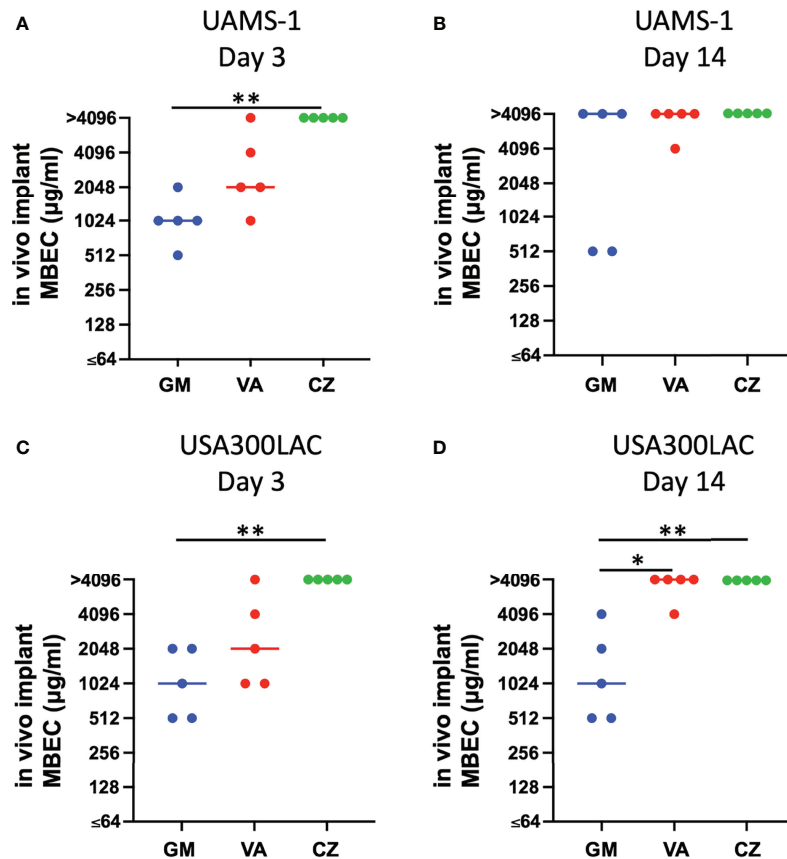 A
UAMS-1
Day 3
**
in vivo implant
MBEC (µg/ml)
>4096
4096
2048
1024
512
256
128
≤64
GM VA CZ
B
UAMS-1
Day 14
in vivo implant
MBEC (µg/ml)
>4096
4096
2048
1024
512
256
128
≤64
GM VA CZ
C
USA300LAC
Day 3
**
in vivo implant
MBEC (µg/ml)
>4096
4096
2048
1024
512
256
128
≤64
GM VA CZ
D
USA300LAC
Day 14
**
*
in vivo implant
MBEC (µg/ml)
>4096
4096
2048
1024
512
256
128
≤64
GM VA CZ